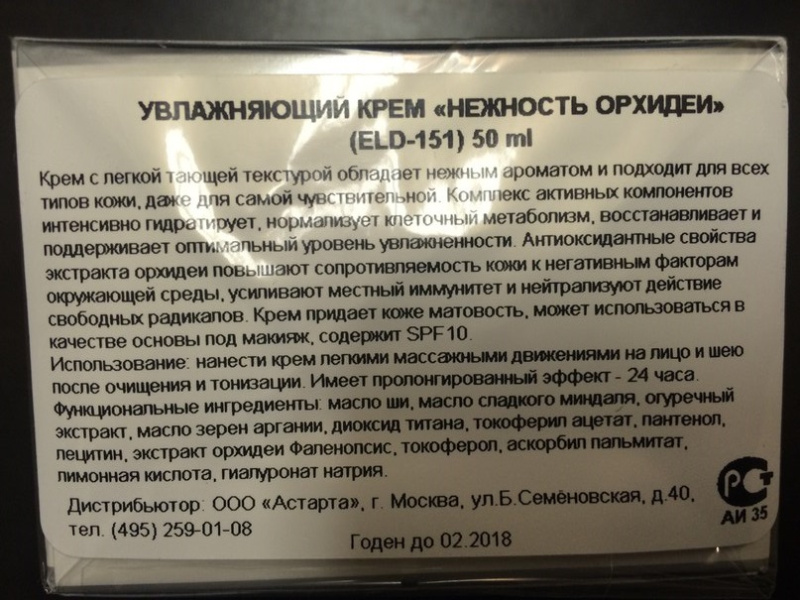 УВЛАЖНЯЮЩИЙ КРЕМ «НЕЖНОСТЬ ОРХИДЕИ»
(ELD-151) 50 ml
Крем с легкой тающей текстурой обладает нежным ароматом и подходит для всех
типов кожи, даже для самой чувствительной. Комплекс активных компонентов
интенсивно гидратирует, нормализует клеточный метаболизм, восстанавливает и
поддерживает оптимальный уровень увлажненности. Антиоксидантные свойства
экстракта орхидеи повышают сопротивляемость кожи к негативным факторам
окружающей среды, усиливают местный иммунитет и нейтрализуют действие
свободных радикалов. Крем придает коже матовость, может использоваться в
качестве основы под макияж, содержит SPF10.
Использование: нанести крем легкими массажными движениями на лицо и шею
после очищения и тонизации. Имеет пролонгированный эффект - 24 часа.
Функциональные ингредиенты: масло ши, масло сладкого миндаля, огуречный
экстракт, масло зерен аргании, диоксид титана, токоферил ацетат, пантенол,
лецитин, экстракт орхидеи Фаленопсис, токоферол, аскорбил пальмитат,
лимонная кислота, гиалуронат натрия.
Дистрибьютор: ООО «Астарта», г. Москва, ул.Б.Семёновская, д.40,
тел. (495) 259-01-08
Годен до 02.2018
РСТ
АИ 35